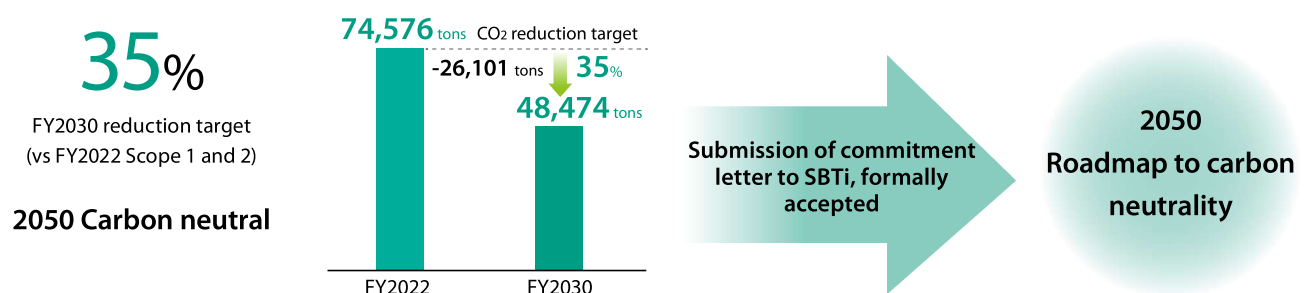 35%
FY2030 reduction target
(vs FY2022 Scope 1 and 2)
2050 Carbon neutral
74,576 tons CO2 reduction target
-26,101 tons 35%
48,474 tons
FY2022 FY2030
Submission of commitment
letter to SBTi, formally
accepted
2050
Roadmap to carbon
neutrality